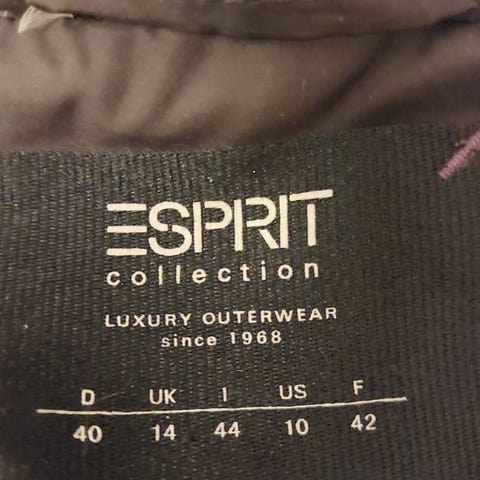 ESPRIT
collection
LUXURY OUTERWEAR
since 1968
D UK I US F
40 14 44 10 42